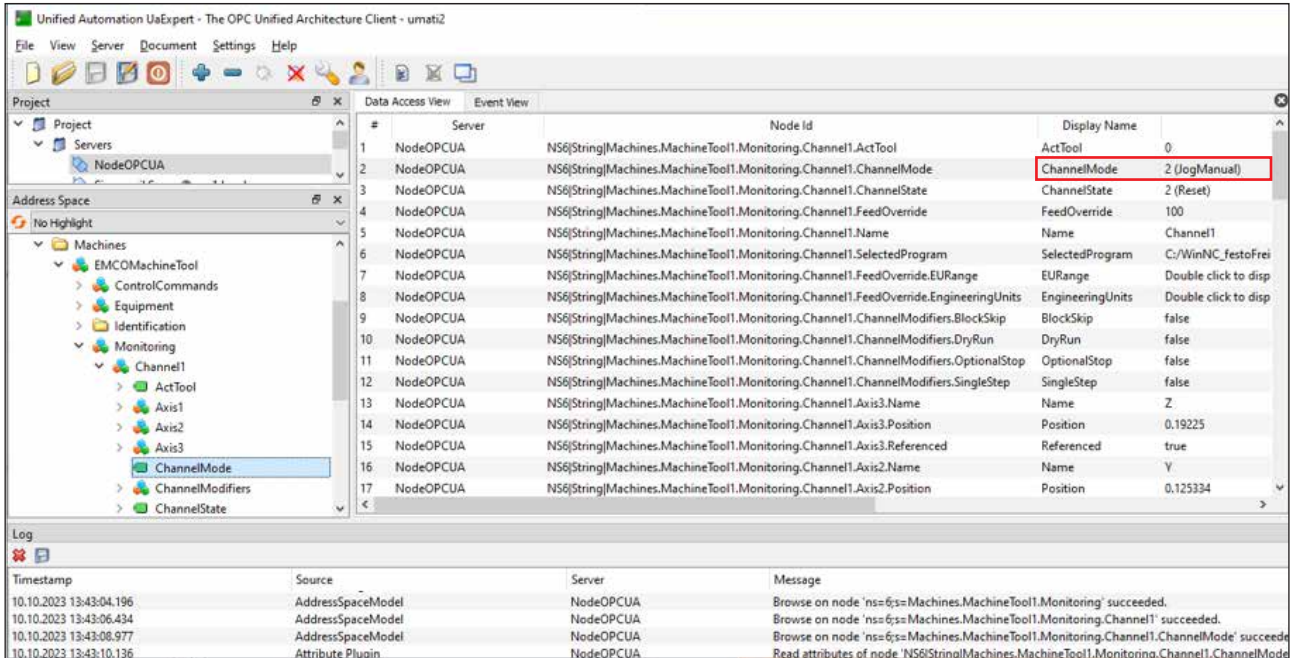 Unified Automation UaExpert - The OPC Unified Architecture Client - umati2
File View Server Document Settings Help
Project
Project
Servers
NodeOPCUA
Address Space
No Highlight
Machines
EMCOMachineTool
ControlCommands
Equipment
Identification
Monitoring
Channel1
ActTool
Axis1
Axis2
Axis3
ChannelMode
ChannelModifiers
ChannelState
Data Access View Event View
# Server Node Id Display Name
1 NodeOPCUA NS6|String|Machines.MachineTool1.Monitoring.Channel1.ActTool ActTool 0
2 NodeOPCUA NS6|String|Machines.MachineTool1.Monitoring.Channel1.ChannelMode ChannelMode 2 (JogManual)
3 NodeOPCUA NS6|String|Machines.MachineTool1.Monitoring.Channel1.ChannelState ChannelState 2 (Reset)
4 NodeOPCUA NS6|String|Machines.MachineTool1.Monitoring.Channel1.FeedOverride FeedOverride 100
5 NodeOPCUA NS6|String|Machines.MachineTool1.Monitoring.Channel1.Name Name Channel1
6 NodeOPCUA NS6|String|Machines.MachineTool1.Monitoring.Channel1.SelectedProgram SelectedProgram C:/WinNC_festoFrei
7 NodeOPCUA NS6|String|Machines.MachineTool1.Monitoring.Channel1.FeedOverride.EURange EURange Double click to disp
8 NodeOPCUA NS6|String|Machines.MachineTool1.Monitoring.Channel1.FeedOverride.EngineeringUnits EngineeringUnits Double click to disp
9 NodeOPCUA NS6|String|Machines.MachineTool1.Monitoring.Channel1.ChannelModifiers.BlockSkip BlockSkip false
10 NodeOPCUA NS6|String|Machines.MachineTool1.Monitoring.Channel1.ChannelModifiers.DryRun DryRun false
11 NodeOPCUA NS6|String|Machines.MachineTool1.Monitoring.Channel1.ChannelModifiers.OptionalStop OptionalStop false
12 NodeOPCUA NS6|String|Machines.MachineTool1.Monitoring.Channel1.ChannelModifiers.SingleStep SingleStep false
13 NodeOPCUA NS6|String|Machines.MachineTool1.Monitoring.Channel1.Axis3.Name Name Z
14 NodeOPCUA NS6|String|Machines.MachineTool1.Monitoring.Channel1.Axis3.Position Position 0.19225
15 NodeOPCUA NS6|String|Machines.MachineTool1.Monitoring.Channel1.Axis3.Referenced Referenced true
16 NodeOPCUA NS6|String|Machines.MachineTool1.Monitoring.Channel1.Axis2.Name Name Y
17 NodeOPCUA NS6|String|Machines.MachineTool1.Monitoring.Channel1.Axis2.Position Position 0.125334
Log
Timestamp Source Server Message
10.10.2023 13:43:04.196 AddressSpaceModel NodeOPCUA Browse on node 'ns=6;s=Machines.MachineTool1.Monitoring' succeeded.
10.10.2023 13:43:06.434 AddressSpaceModel NodeOPCUA Browse on node 'ns=6;s=Machines.MachineTool1.Monitoring.Channel1' succeeded.
10.10.2023 13:43:08.977 AddressSpaceModel NodeOPCUA Browse on node 'ns=6;s=Machines.MachineTool1.Monitoring.Channel1.ChannelMode' succeede
10.10.2023 13:43:10.136 Attribute Plugin NodeOPCUA Read attributes of node 'NS6|String|Machines.MachineTool1.Monitoring.Channel1.ChannelMode